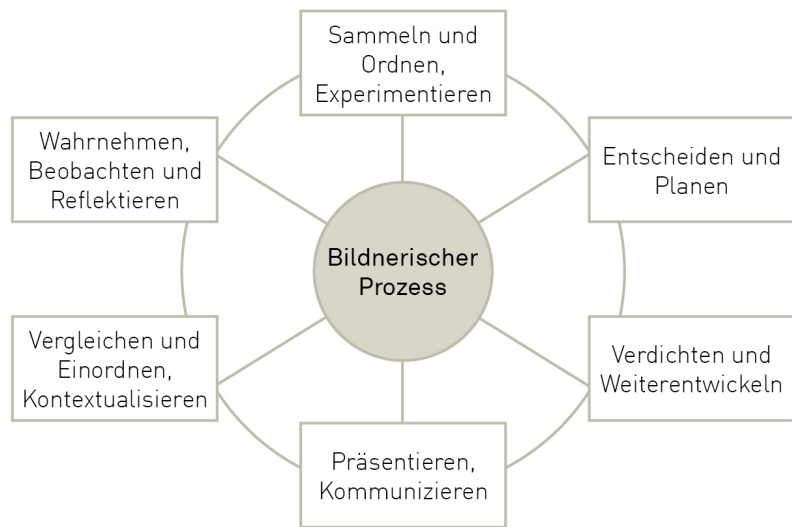 Sammeln und
Ordnen,
Experimentieren
Wahrnehmen,
Beobachten und
Reflektieren
Entscheiden und
Planen
Bildnerischer
Prozess
Vergleichen und
Einordnen,
Kontextualisieren
Verdichten und
Weiterentwickeln
Präsentieren,
Kommunizieren